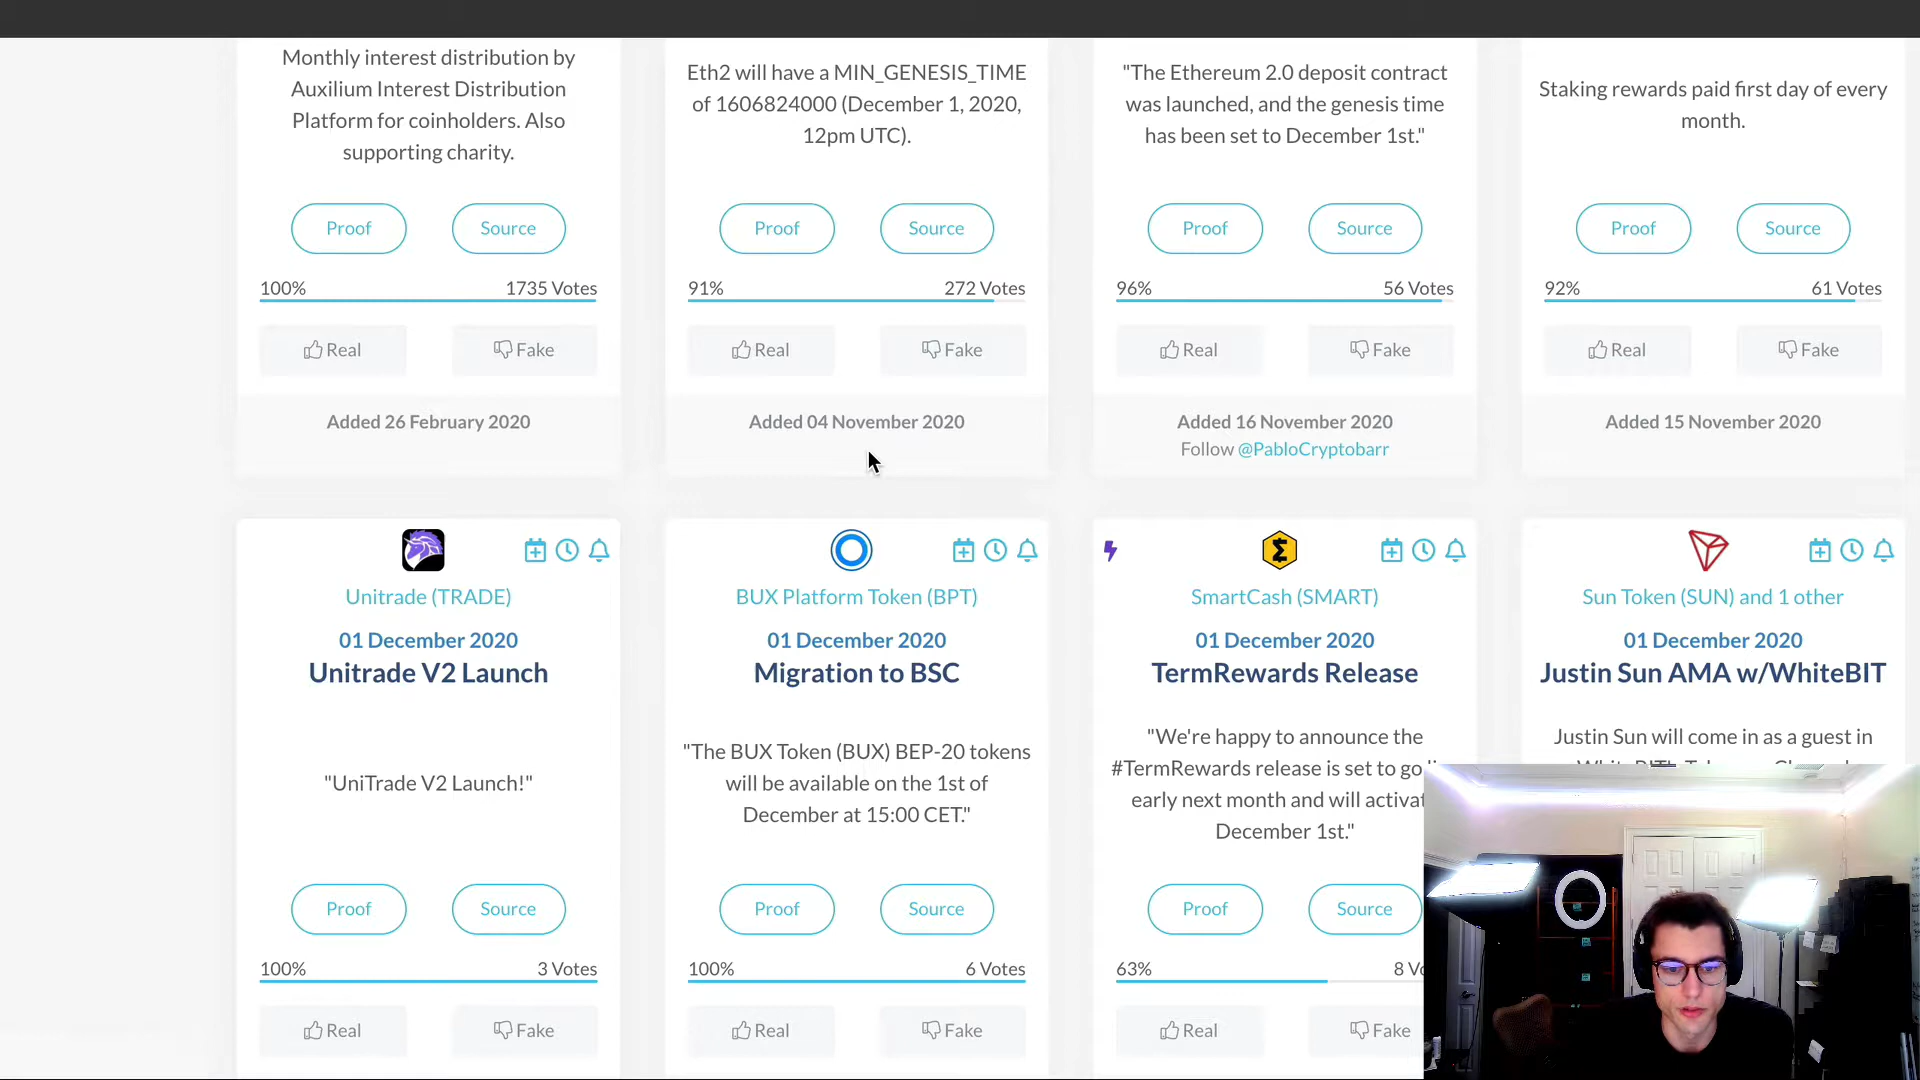 Monthly interest distribution by
Auxilium Interest Distribution
Platform for coinholders. Also
supporting charity.
Proof
Source
100%
1735 Votes
Real
Fake
Added 26 February 2020
Eth2 will have a MIN_GENESIS_TIME
of 1606824000 (December 1, 2020,
12pm UTC).
Proof
Source
91%
272 Votes
Real
Fake
Added 04 November 2020
"The Ethereum 2.0 deposit contract
was launched, and the genesis time
has been set to December 1st."
Proof
Source
96%
56 Votes
Real
Fake
Added 16 November 2020
Follow @PabloCryptobarr
Staking rewards paid first day of every
month.
Proof
Source
92%
61 Votes
Real
Fake
Added 15 November 2020
Unitrade (TRADE)
01 December 2020
Unitrade V2 Launch
"UniTrade V2 Launch!"
Proof
Source
100%
3 Votes
Real
Fake
BUX Platform Token (BPT)
01 December 2020
Migration to BSC
"The BUX Token (BUX) BEP-20 tokens
will be available on the 1st of
December at 15:00 CET."
Proof
Source
100%
6 Votes
Real
Fake
SmartCash (SMART)
01 December 2020
TermRewards Release
"We're happy to announce the
#TermRewards release is set to go
early next month and will activat
December 1st."
Proof
Source
63%
8 Vo
Real
Fake
Sun Token (SUN) and 1 other
01 December 2020
Justin Sun AMA w/WhiteBIT
Justin Sun will come in as a guest in